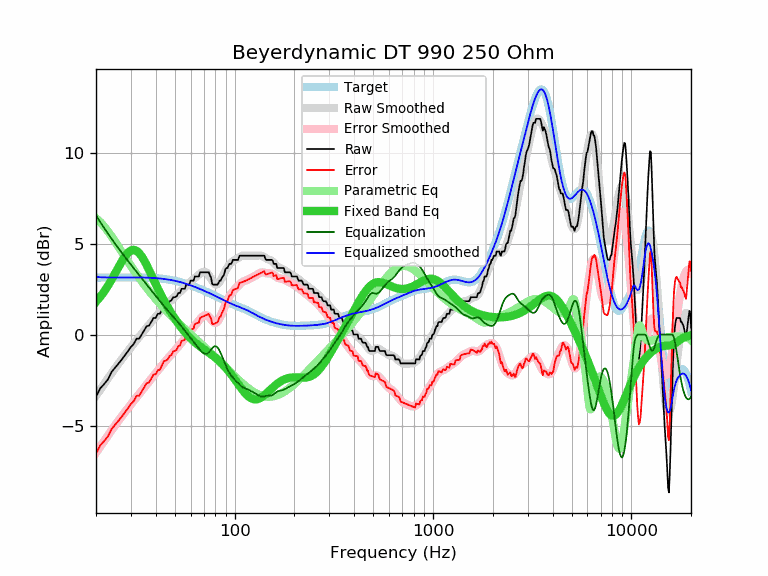 Beyerdynamic DT 990 250 Ohm
Target
Raw Smoothed
Error Smoothed
Raw
Error
Parametric Eq
Fixed Band Eq
Equalization
Equalized smoothed
10
5
0
−5
Amplitude (dBr)
100
1000
10000
Frequency (Hz)